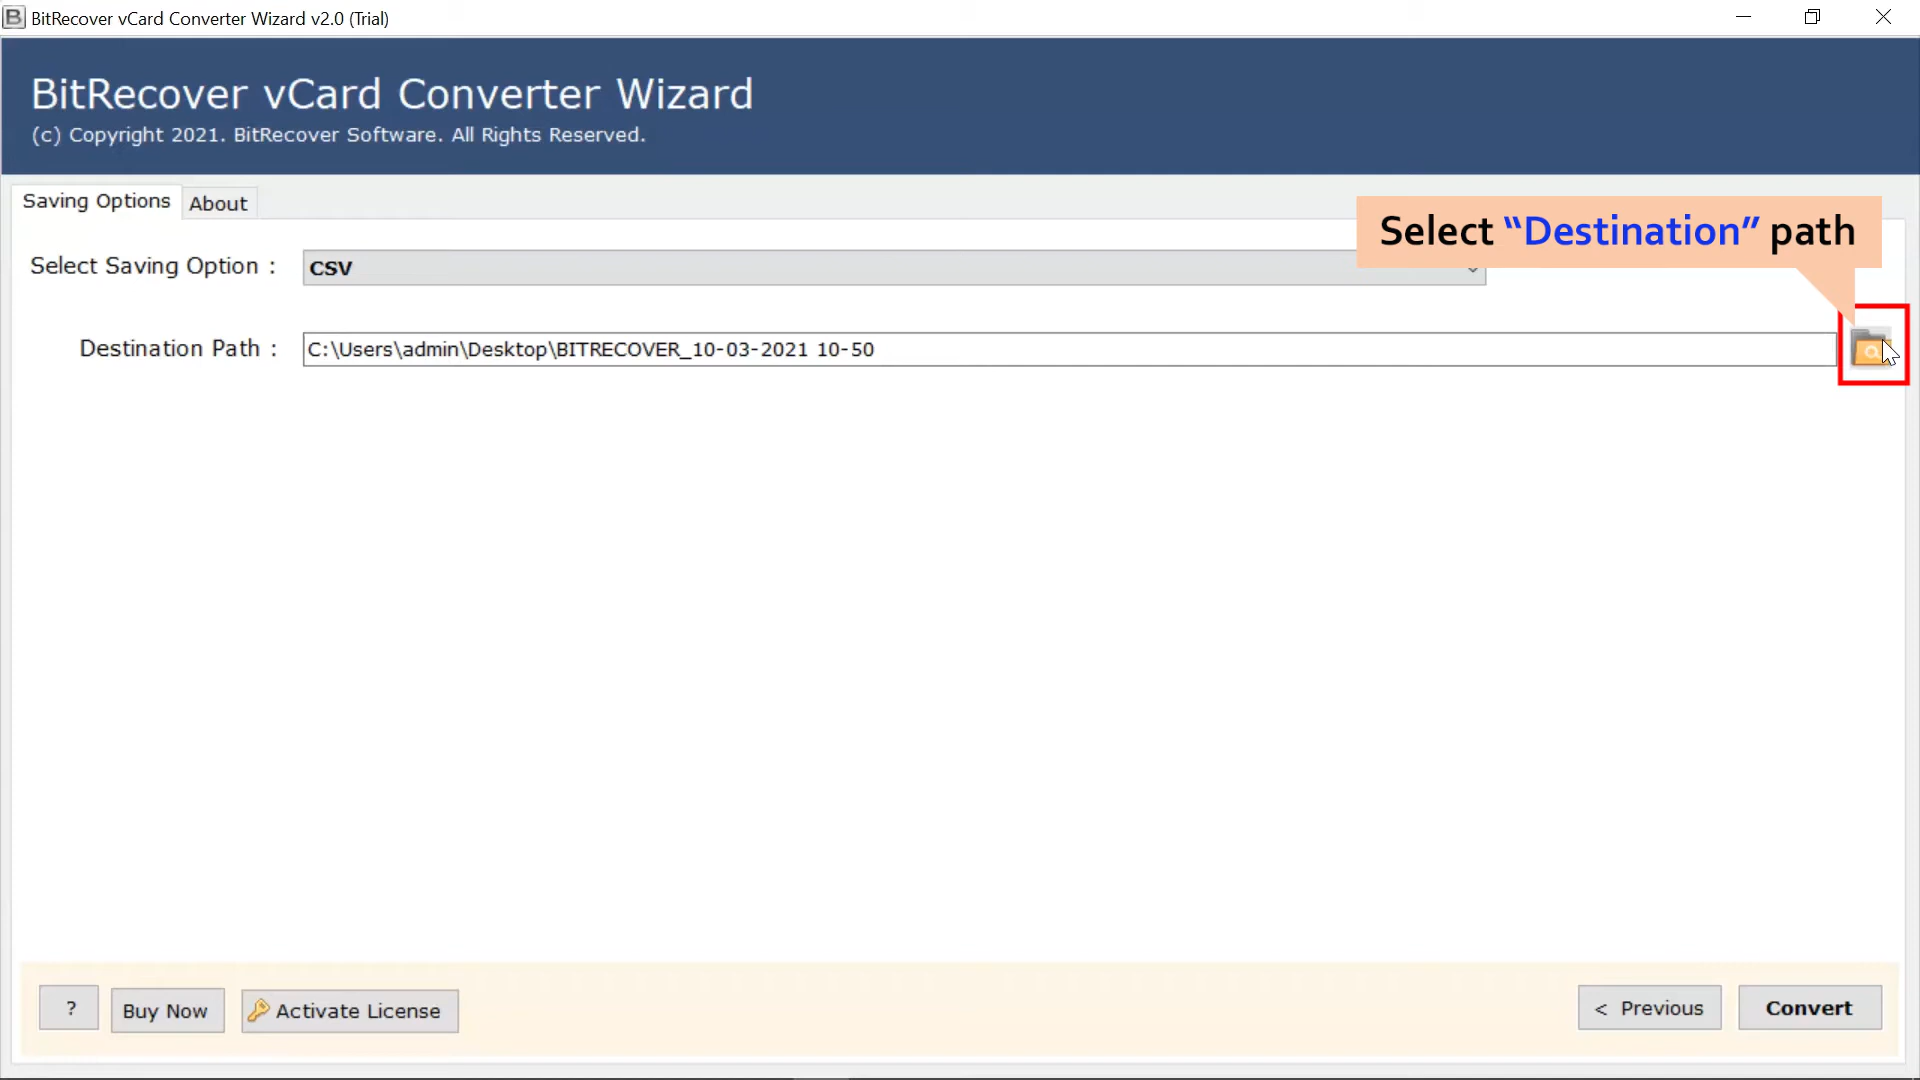 BitRecover vCard Converter Wizard v2.0 (Trial)
BitRecover vCard Converter Wizard
(c) Copyright 2021. BitRecover Software. All Rights Reserved.
Saving Options
About
Select “Destination” path
Select Saving Option :
CSV
Destination Path :
C:\Users\admin\Desktop\BITRECOVER_10-03-2021 10-50
?
Buy Now
Activate License
< Previous
Convert